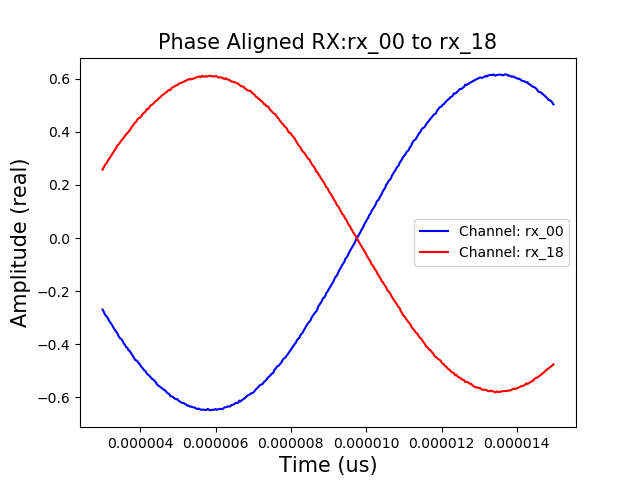 Phase Aligned RX:rx_00 to rx_18
Amplitude (real)
0.6
0.4
0.2
0.0
−0.2
−0.4
−0.6
Channel: rx_00
Channel: rx_18
0.000004 0.000006 0.000008 0.000010 0.000012 0.000014
Time (us)